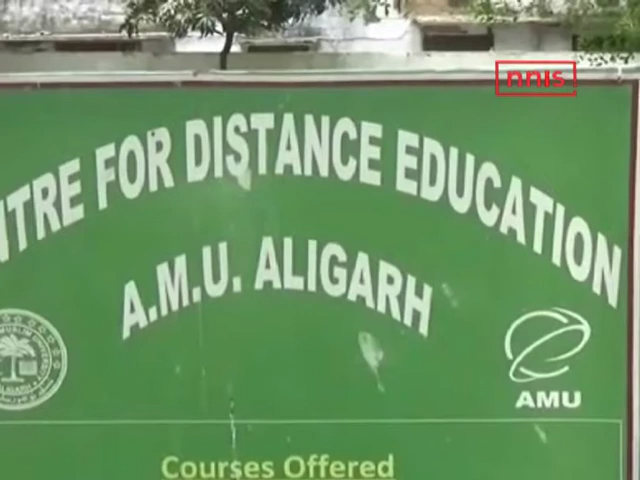 nnis
NTRE FOR DISTANCE EDUCATION
A.M.U. ALIGARH
AMU
Courses Offered